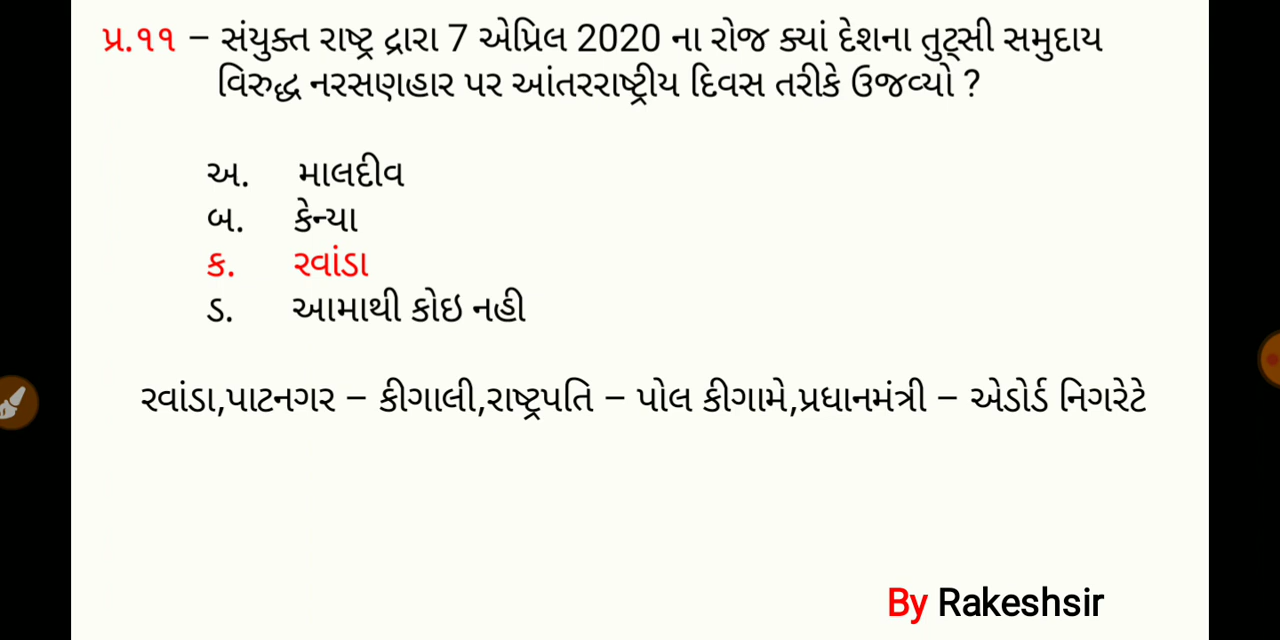 પ્ર.૧૧ – સંયુક્ત રાષ્ટ્ર દ્રારા 7 એપ્રિલ 2020 ના રોજ ક્યાં દેશના તુટ્સી સમુદાય
વિરુદ્ધ નરસણહાર પર આંતરરાષ્ટ્રીય દિવસ તરીકે ઉજવ્યો ?
અ. માલદીવ
બ. કેન્યા
ક. રવાંડા
ડ. આમાથી કોઇ નહી
રવાંડા,પાટનગર – કીગાલી,રાષ્ટ્રપતિ – પોલ કીગામે,પ્રધાનમંત્રી – એડોર્ડ નિગરેટે
By Rakeshsir